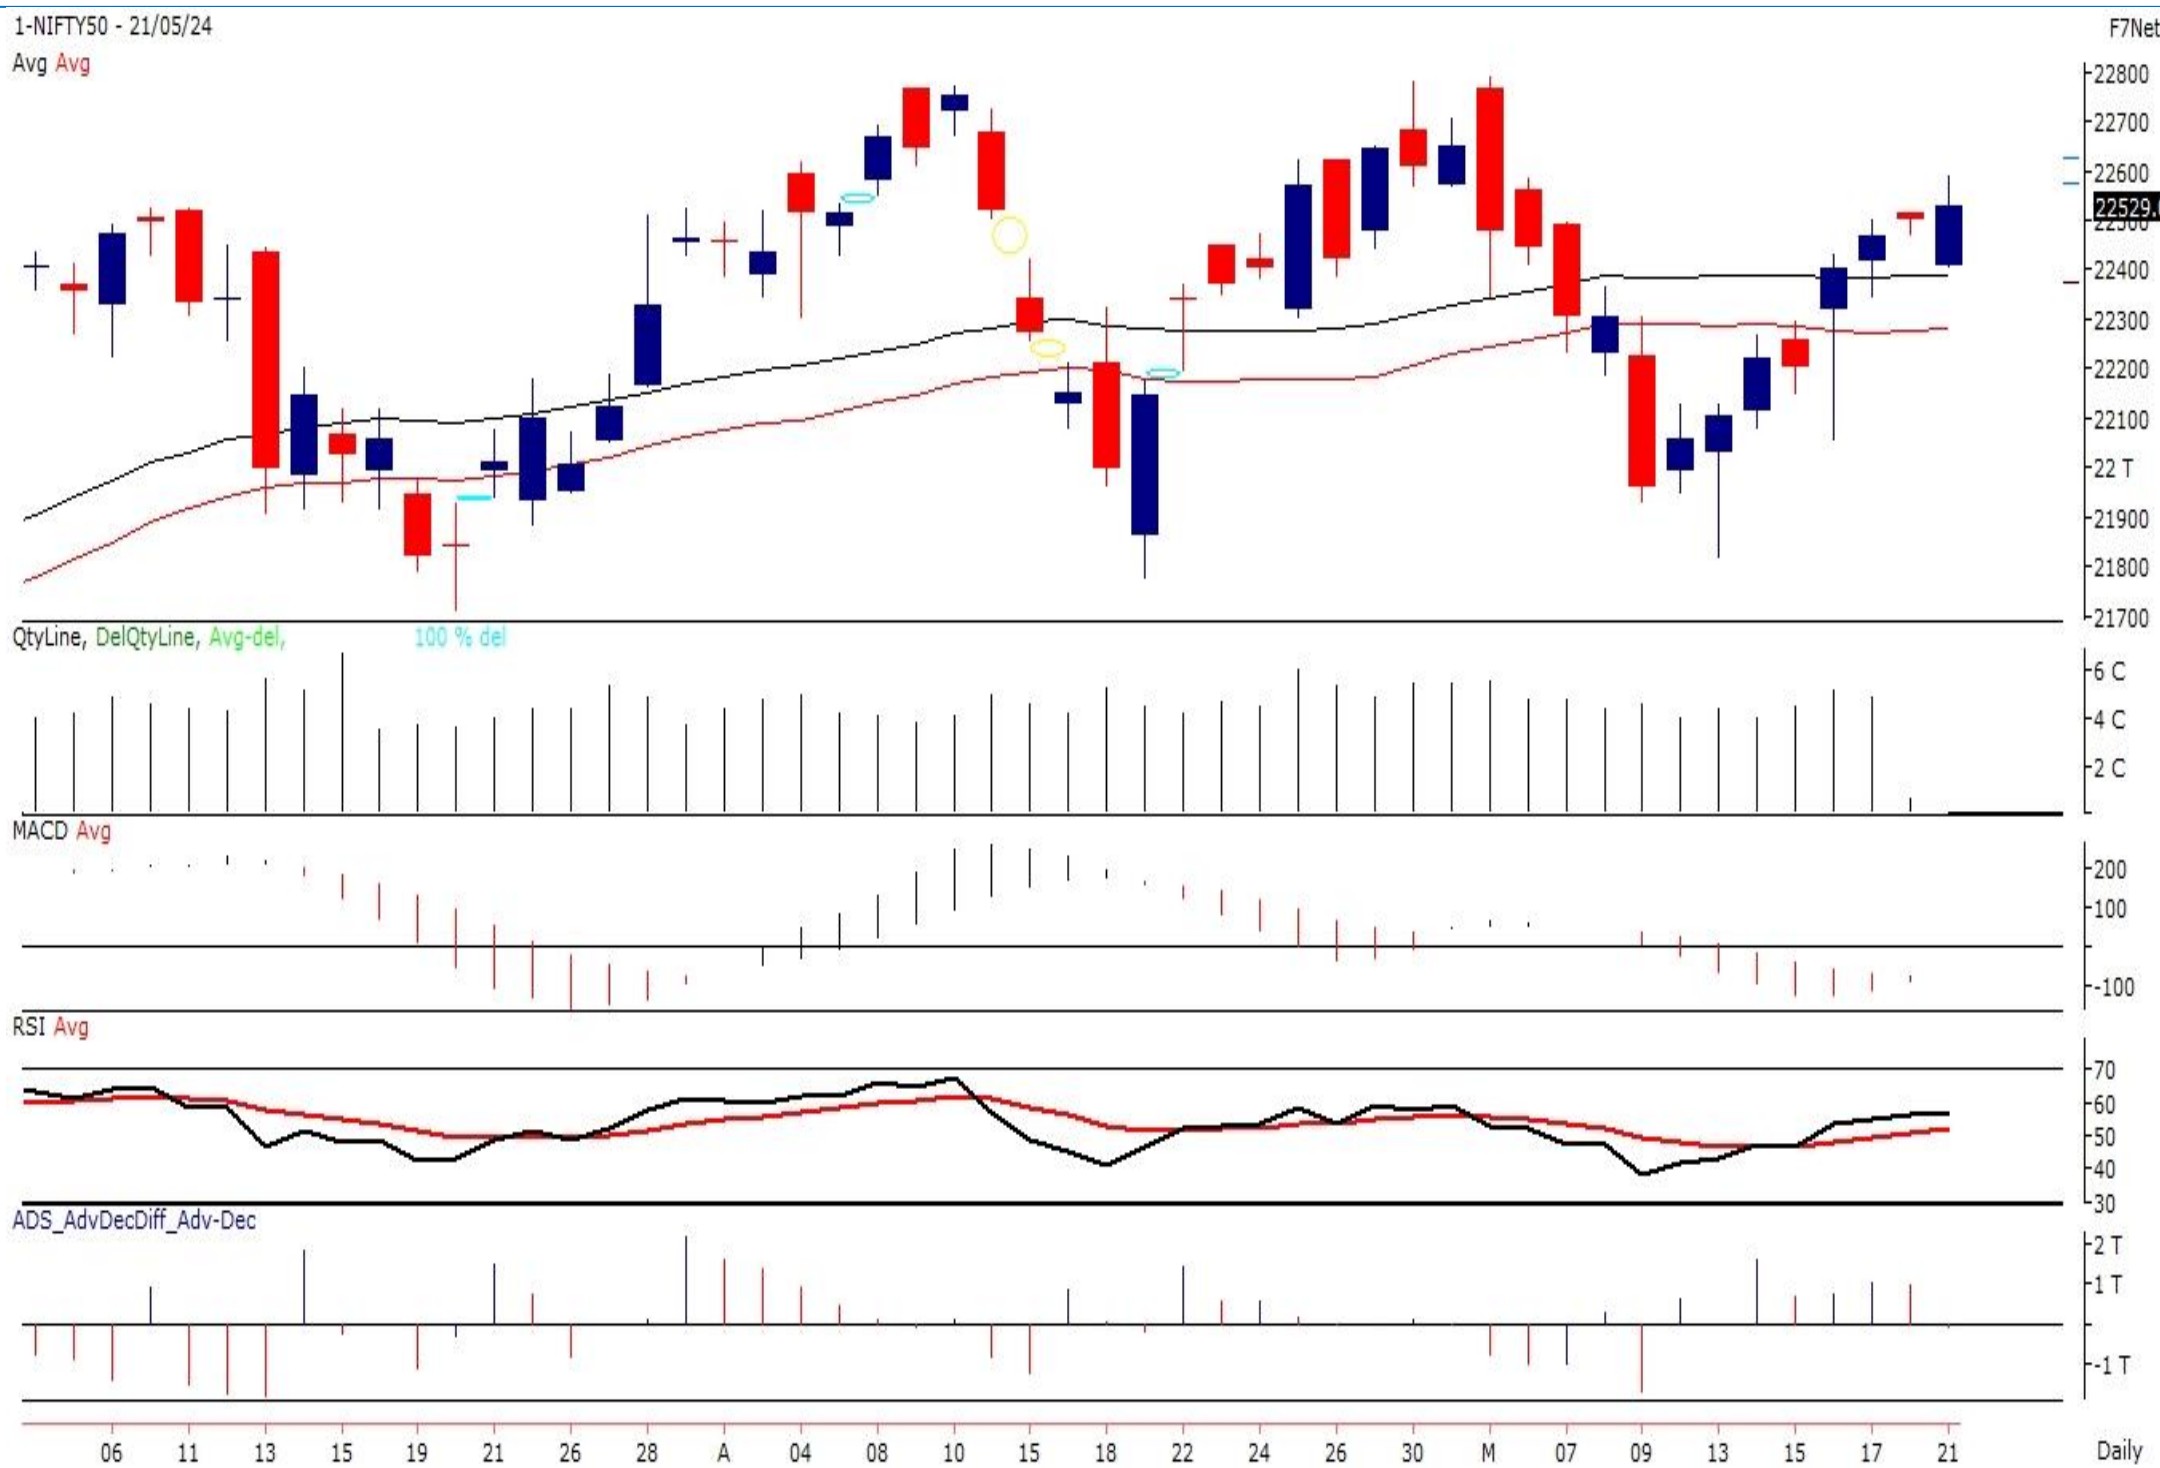 1-NIFTY50 - 21/05/24 F7Net
Avg Avg
22800
22700
22600
22529.
22500
22400
22300
22200
22100
22 T
21900
21800
21700
QtyLine, DelQtyLine, Avg-del, 100 % del
6 C
4 C
2 C
MACD Avg
200
100
-100
RSI Avg
70
60
50
40
30
ADS_AdvDecDiff_Adv-Dec
2 T
1 T
-1 T
06 11 13 15 19 21 26 28 A 04 08 10 15 18 22 24 26 30 M 07 09 13 15 17 21 Daily